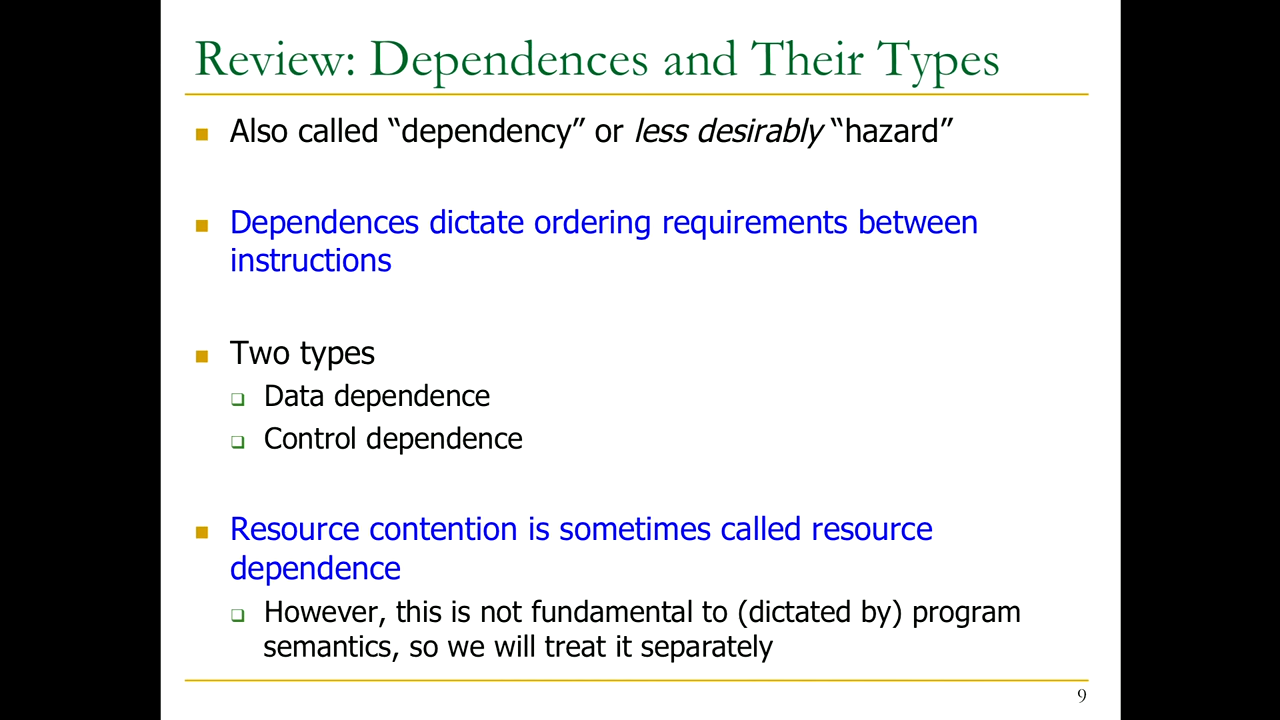 Review: Dependences and Their Types
Also called “dependency” or less desirably “hazard”
Dependences dictate ordering requirements between
instructions
Two types
Data dependence
Control dependence
Resource contention is sometimes called resource
dependence
However, this is not fundamental to (dictated by) program
semantics, so we will treat it separately
9